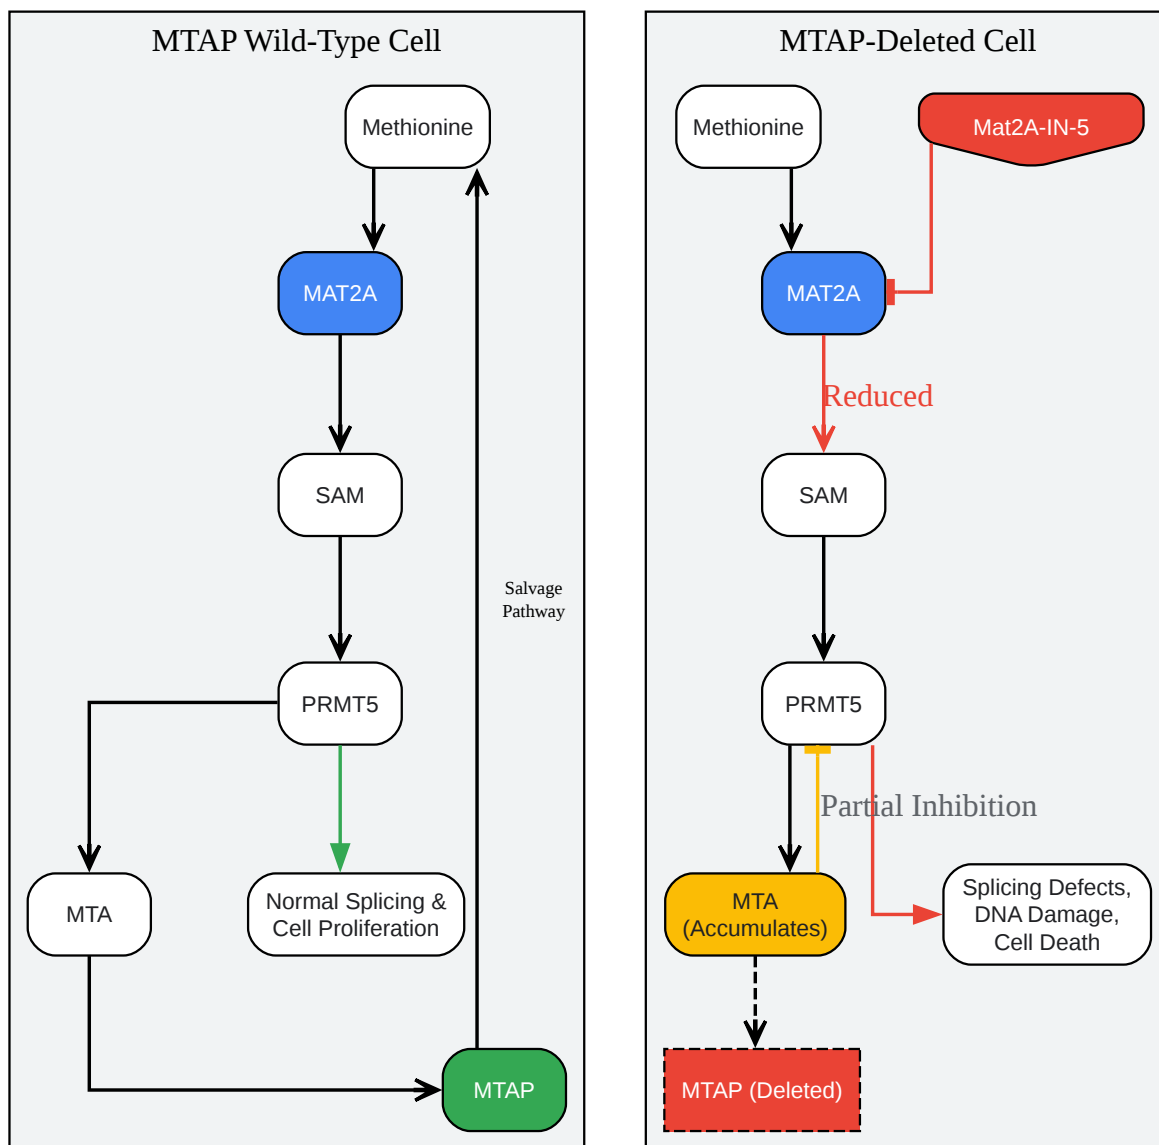 MTAP Wild-Type Cell
Methionine
MAT2A
SAM
Salvage
Pathway
PRMT5
MTA
Normal Splicing &
Cell Proliferation
MTAP
MTAP-Deleted Cell
Methionine
Mat2A-IN-5
MAT2A
Reduced
SAM
PRMT5
Partial Inhibition
MTA
(Accumulates)
Splicing Defects,
DNA Damage,
Cell Death
MTAP (Deleted)